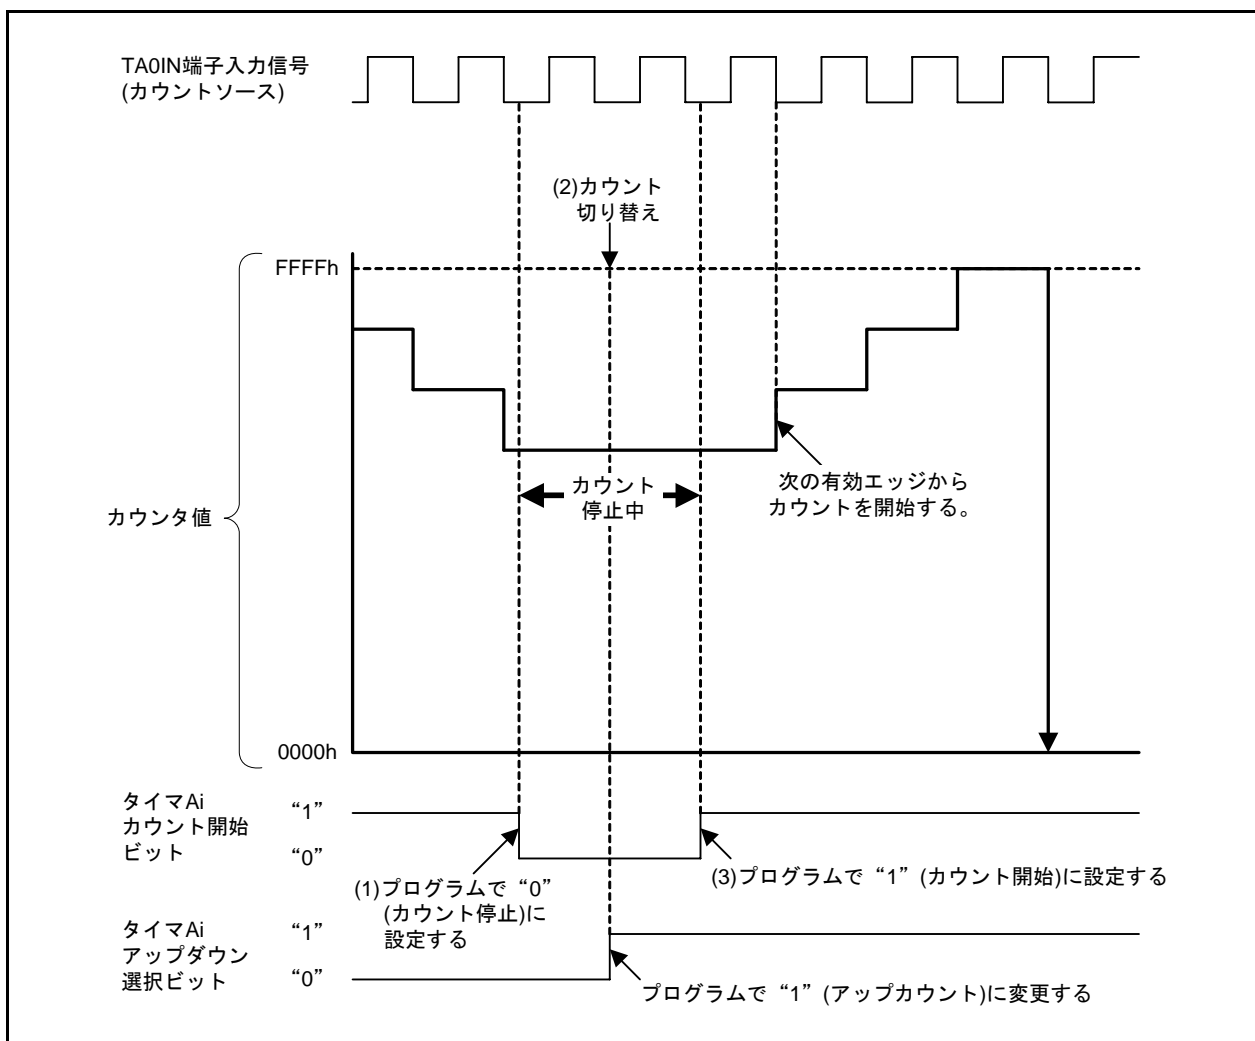 TA0IN端子入力信号
(カウントソース)
(2)カウント
切り替え
FFFFh
カウント
停止中
次の有効エッジから
カウントを開始する。
カウンタ値
0000h
タイマAi
カウント開始
ビット
“1”
“0”
(1)プログラムで“0”
(カウント停止)に
設定する
(3)プログラムで“1”(カウント開始)に設定する
タイマAi
アップダウン
選択ビット
“1”
“0”
プログラムで“1”(アップカウント)に変更する